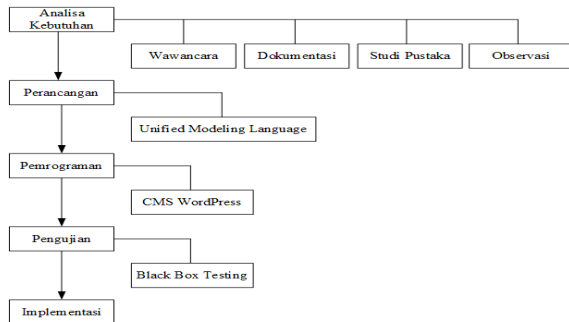 Analisa
Kebutuhan
Wawancara
Dokumentasi
Studi Pustaka
Observasi
Perancangan
Unified Modeling Language
Pemrograman
CMS WordPress
Pengujian
Black Box Testing
Implementasi